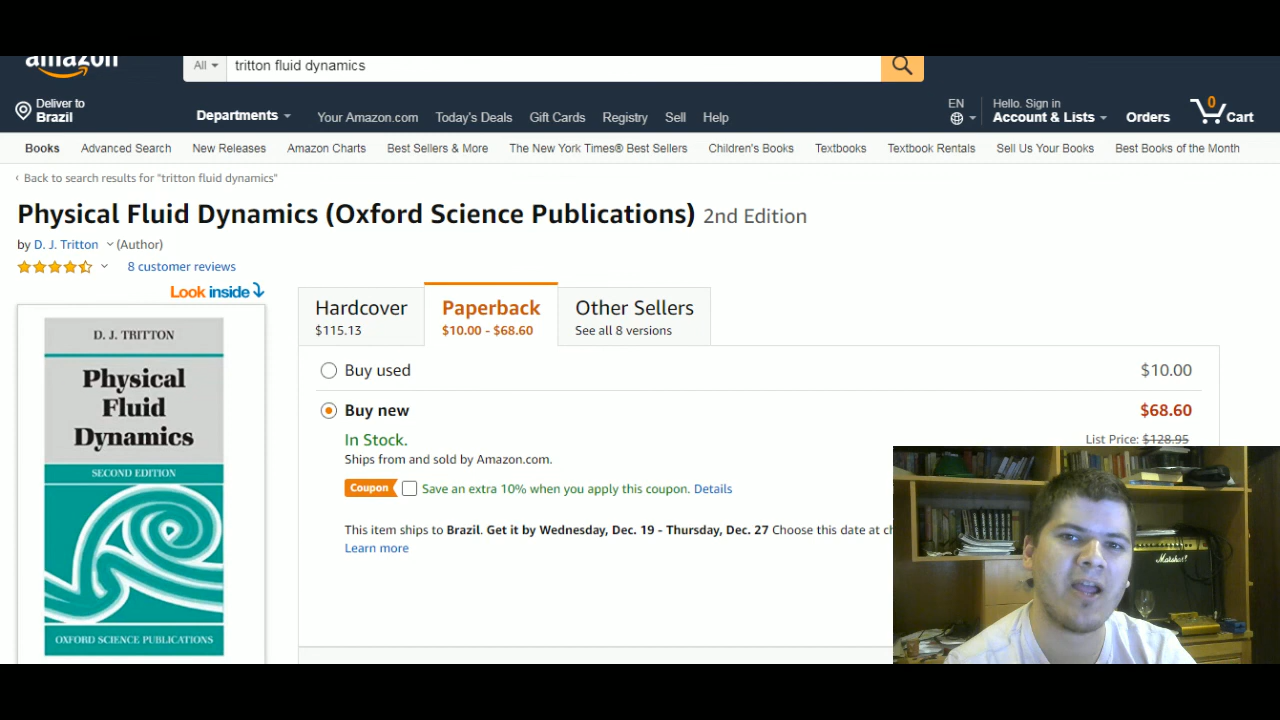 amazon
All
tritton fluid dynamics
Deliver to
Brazil
Departments
Your Amazon.com
Today's Deals
Gift Cards
Registry
Sell
Help
EN
Hello. Sign in
Account & Lists
Orders
0
Cart
Books
Advanced Search
New Releases
Amazon Charts
Best Sellers & More
The New York Times® Best Sellers
Children's Books
Textbooks
Textbook Rentals
Sell Us Your Books
Best Books of the Month
‹ Back to search results for "tritton fluid dynamics"
Physical Fluid Dynamics (Oxford Science Publications) 2nd Edition
by D. J. Tritton (Author)
8 customer reviews
Look inside
D. J. TRITTON
Physical
Fluid
Dynamics
SECOND EDITION
OXFORD SCIENCE PUBLICATIONS
Hardcover
$115.13
Paperback
$10.00 - $68.60
Other Sellers
See all 8 versions
Buy used
$10.00
Buy new
$68.60
In Stock.
List Price: $128.95
Ships from and sold by Amazon.com.
Coupon
Save an extra 10% when you apply this coupon. Details
This item ships to Brazil. Get it by Wednesday, Dec. 19 - Thursday, Dec. 27 Choose this date at ch
Learn more
Marshall